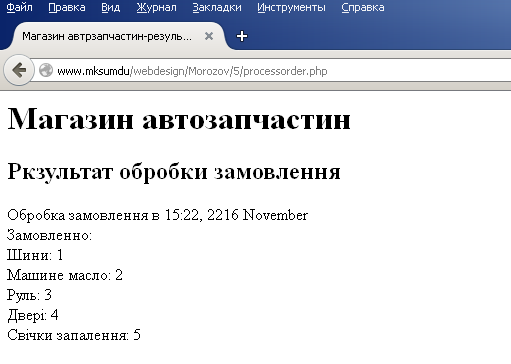 Файл Правка Вид Журнал Закладки Инструменты Справка
Магазин автрзапчастин-резуль...
www.mksumdu/webdesign/Morozov/5/processorder.php
Магазин автозапчастин
Ркзультат обробки замовлення
Обробка замовлення в 15:22, 2216 November
Замовленно:
Шини: 1
Машине масло: 2
Руль: 3
Двері: 4
Свічки запалення: 5